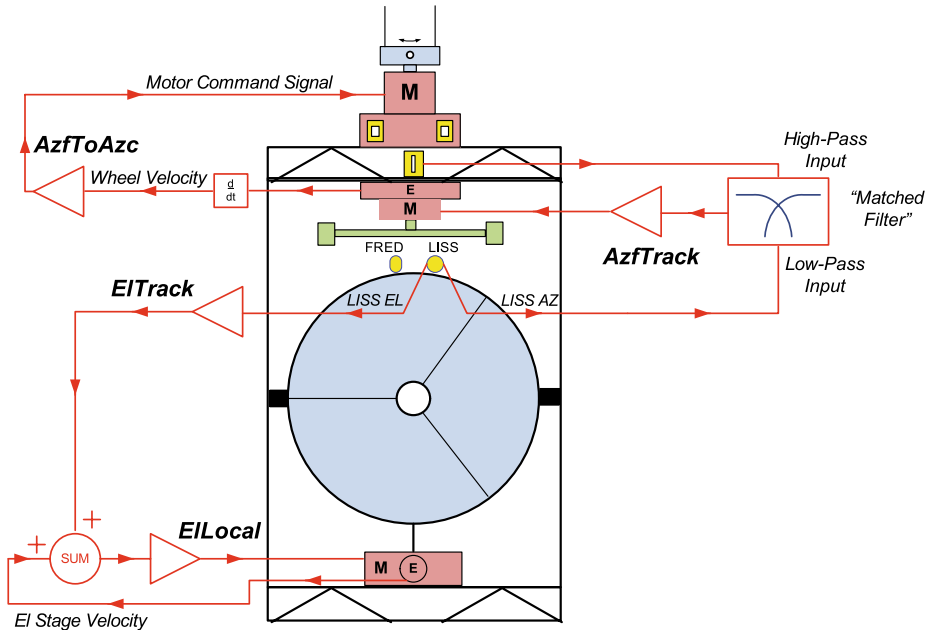 Motor Command Signal
M
AzfToAzc
High-Pass
Input
Wheel Velocity
d
dt
E
M
"Matched
Filter"
AzfTrack
FRED
LISS
Low-Pass
Input
ElTrack
LISS EL
LISS AZ
+
+
ElLocal
SUM
M
E
El Stage Velocity